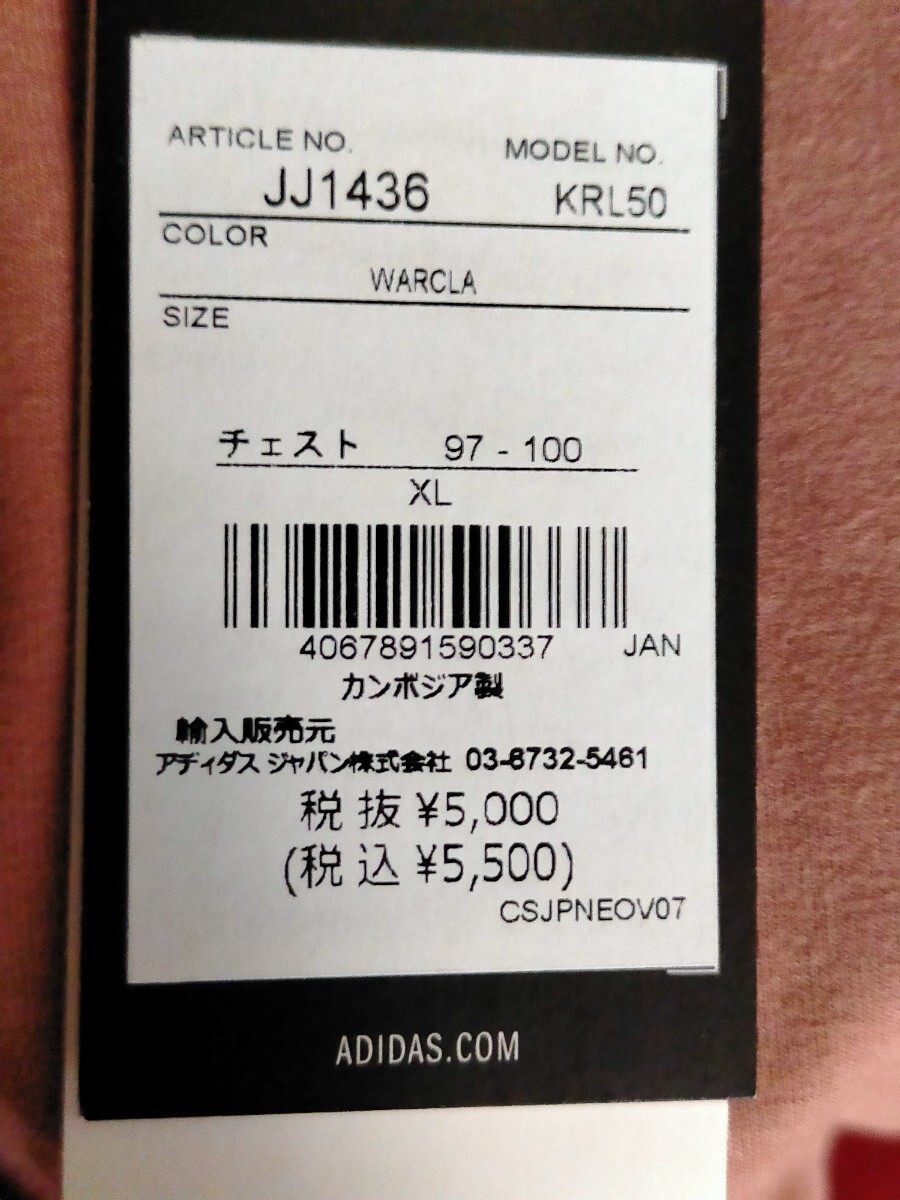 ARTICLE NO. MODEL NO.
JJ1436 KRL50
COLOR
WARCLA
SIZE
チェスト 97 - 100
XL
4067891590337 JAN
カンボジア製
輸入販売元
アディダス ジャパン株式会社 03-6732-5461
税 抜 ¥5,000
(税 込 ¥5,500)
CSJPNEOV07
ADIDAS.COM